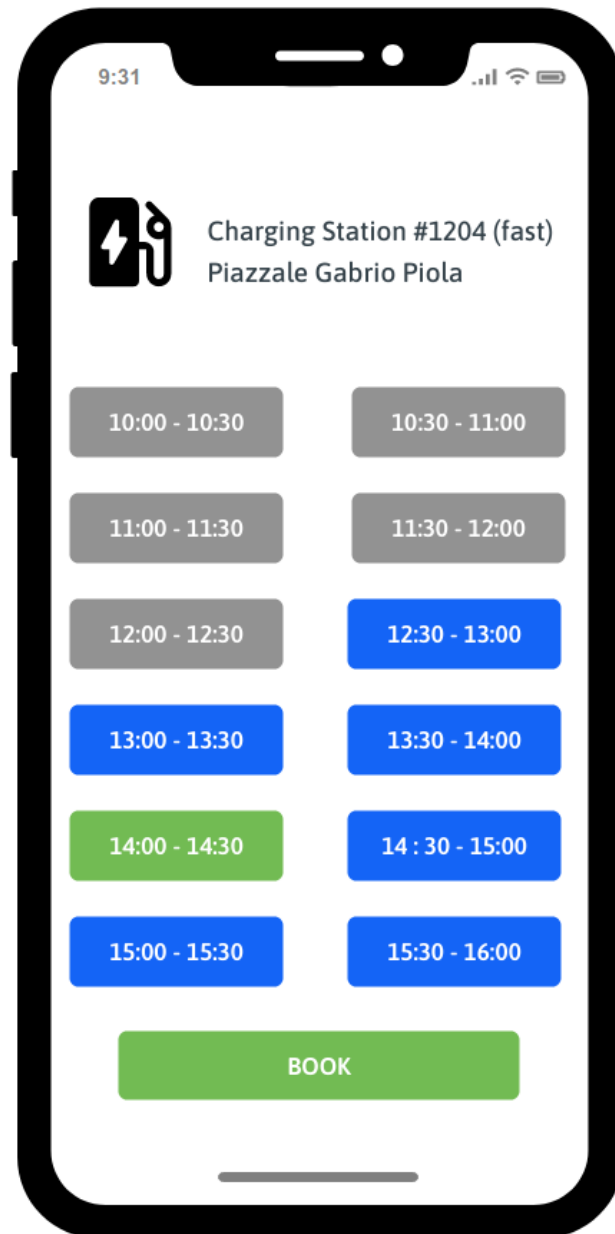 9:31
Charging Station #1204 (fast)
Piazzale Gabrio Piola
10:00 - 10:30
10:30 - 11:00
11:00 - 11:30
11:30 - 12:00
12:00 - 12:30
12:30 - 13:00
13:00 - 13:30
13:30 - 14:00
14:00 - 14:30
14 : 30 - 15:00
15:00 - 15:30
15:30 - 16:00
BOOK